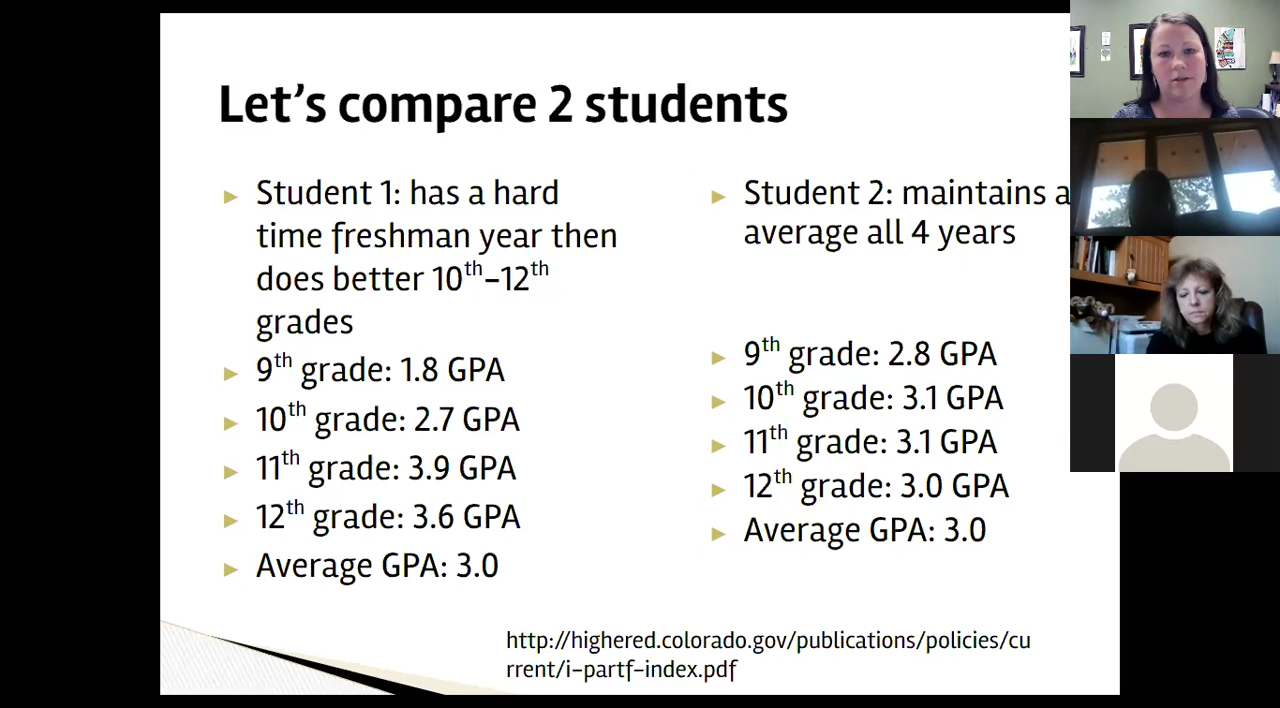 Let's compare 2 students
Student 1: has a hard
time freshman year then
does better 10th-12th
grades
9th grade: 1.8 GPA
10th grade: 2.7 GPA
11th grade: 3.9 GPA
12th grade: 3.6 GPA
Average GPA: 3.0
Student 2: maintains a
average all 4 years
9th grade: 2.8 GPA
10th grade: 3.1 GPA
11th grade: 3.1 GPA
12th grade: 3.0 GPA
Average GPA: 3.0
http://highered.colorado.gov/publications/policies/cu
rrent/i-partf-index.pdf